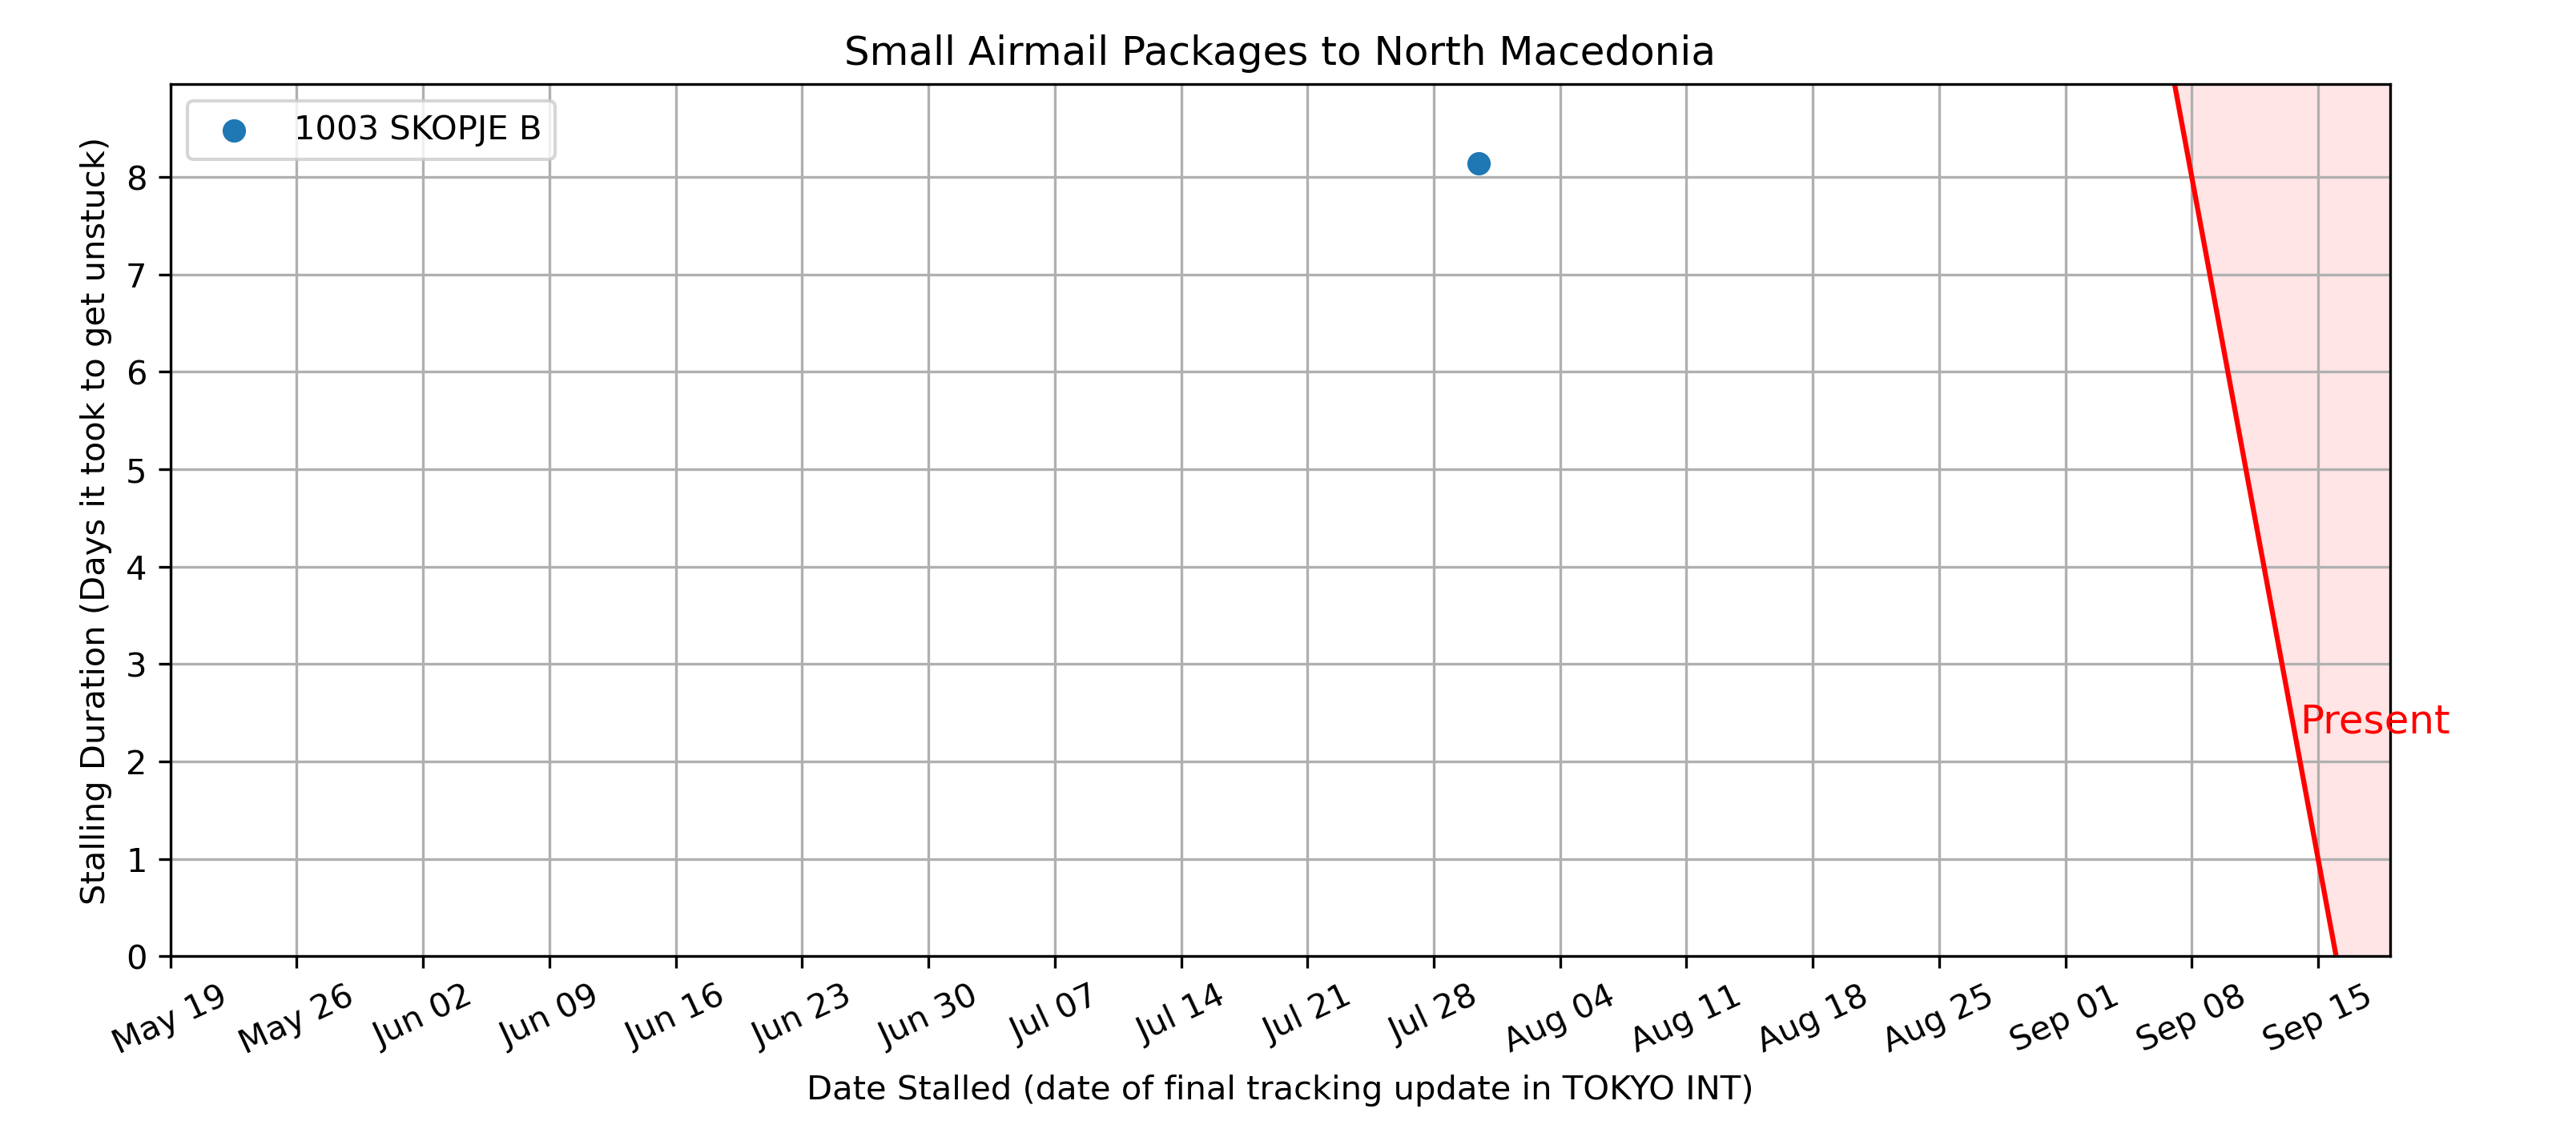 Small Airmail Packages to North Macedonia
1003 SKOPJE B
Stalling Duration (Days it took to get unstuck)
8
7
6
5
4
3
2
1
0
Present
May 19
May 26
Jun 02
Jun 09
Jun 16
Jun 23
Jun 30
Jul 07
Jul 14
Jul 21
Jul 28
Aug 04
Aug 11
Aug 18
Aug 25
Sep 01
Sep 08
Sep 15
Date Stalled (date of final tracking update in TOKYO INT)